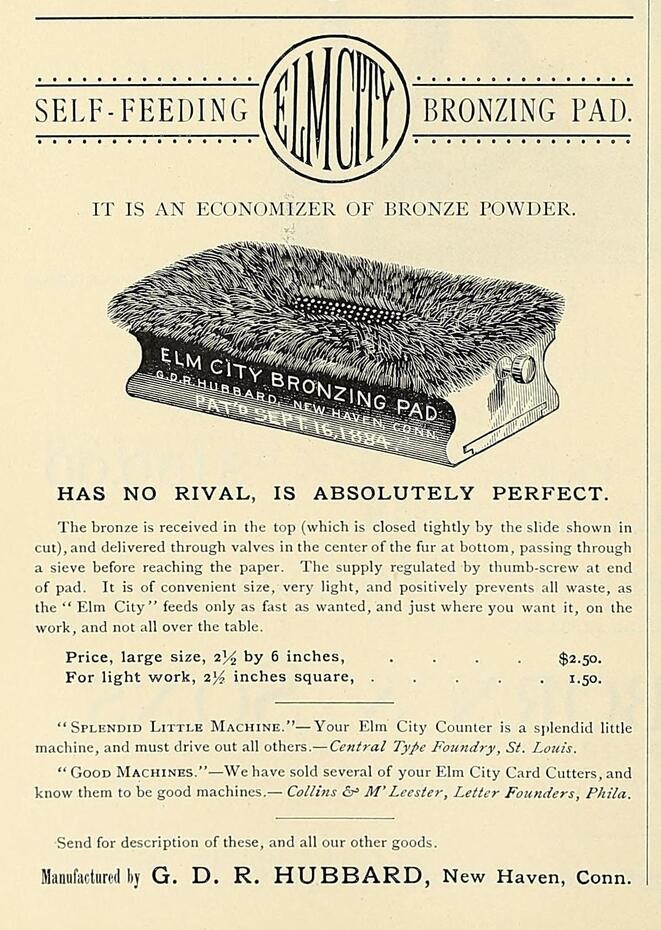 SELF-FEEDING ELM CITY BRONZING PAD.
IT IS AN ECONOMIZER OF BRONZE POWDER.
ELM CITY BRONZING PAD
G.D.R. HUBBARD, NEW HAVEN, CONN.
PAT'D SEPT 16, 1884
HAS NO RIVAL, IS ABSOLUTELY PERFECT.
The bronze is received in the top (which is closed tightly by the slide shown in
cut), and delivered through valves in the center of the fur at bottom, passing through
a sieve before reaching the paper. The supply regulated by thumb-screw at end
of pad. It is of convenient size, very light, and positively prevents all waste, as
the "Elm City" feeds only as fast as wanted, and just where you want it, on the
work, and not all over the table.
Price, large size, 2½ by 6 inches, . . . . $2.50.
For light work, 2½ inches square, . . . . . 1.50.
"SPLENDID LITTLE MACHINE."—Your Elm City Counter is a splendid little
machine, and must drive out all others.—Central Type Foundry, St. Louis.
"GOOD MACHINES."—We have sold several of your Elm City Card Cutters, and
know them to be good machines.—Collins & M'Leester, Letter Founders, Phila.
Send for description of these, and all our other goods.
Manufactured by G. D. R. HUBBARD, New Haven, Conn.